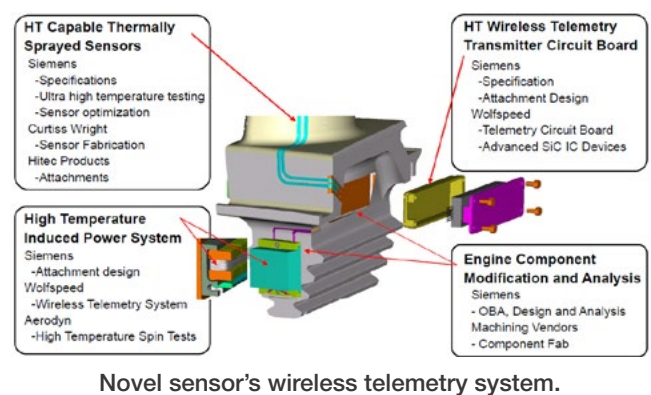 HT Capable Thermally
Sprayed Sensors
Siemens
-Specifications
-Ultra high temperature testing
-Sensor optimization
Curtiss Wright
-Sensor Fabrication
Hitec Products
-Attachments
HT Wireless Telemetry
Transmitter Circuit Board
Siemens
-Specification
-Attachment Design
Wolfspeed
-Telemetry Circuit Board
-Advanced SiC IC Devices
High Temperature
Induced Power System
Siemens
-Attachment design
Wolfspeed
-Wireless Telemetry System
Aerodyn
-High Temperature Spin Tests
Engine Component
Modification and Analysis
Siemens
- OBA, Design and Analysis
Machining Vendors
- Component Fab
Novel sensor's wireless telemetry system.